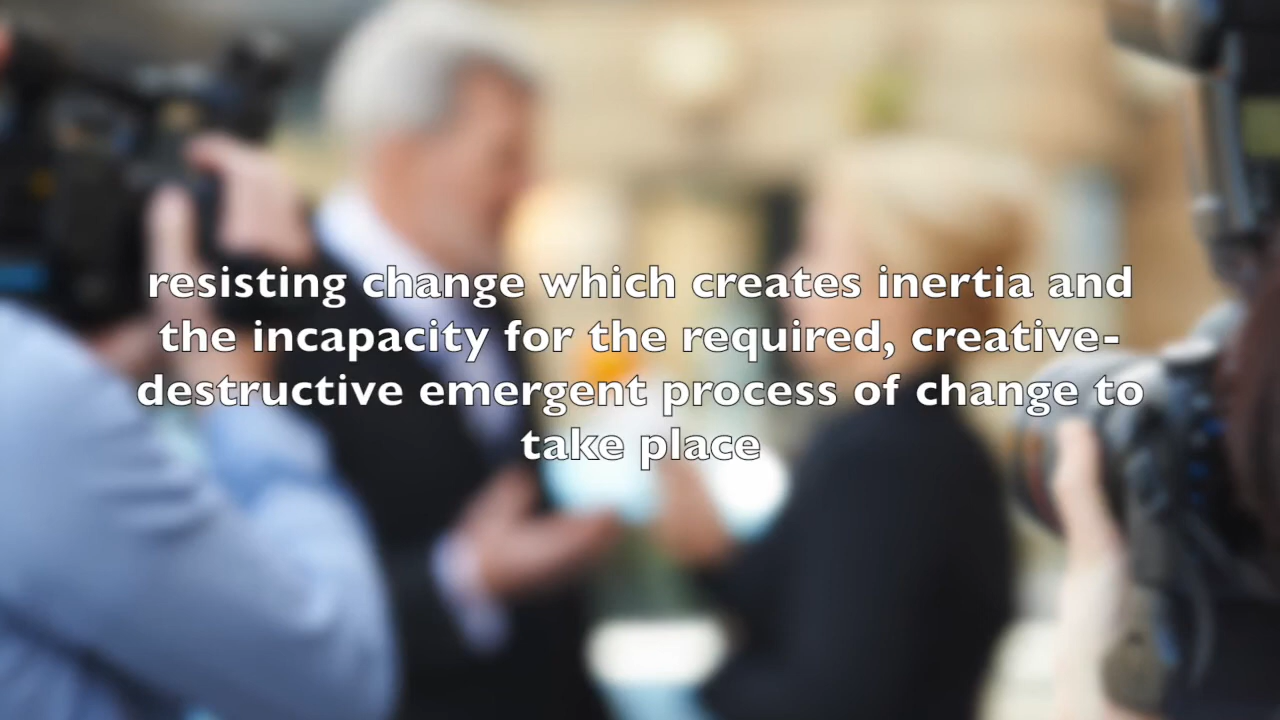 resisting change which creates inertia and
the incapacity for the required, creative-
destructive emergent process of change to
take place